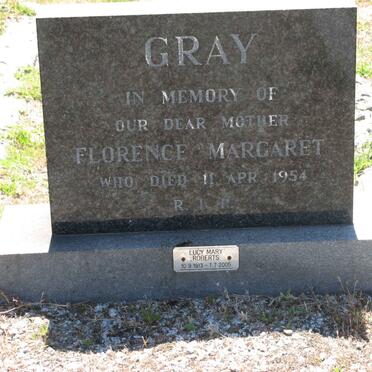 GRAY
IN MEMORY OF
OUR DEAR MOTHER
FLORENCE MARGARET
WHO DIED 11 APR 1954
R.I.P.
LUCY MARY
ROBERTS
10.9.1913-1.7.2005